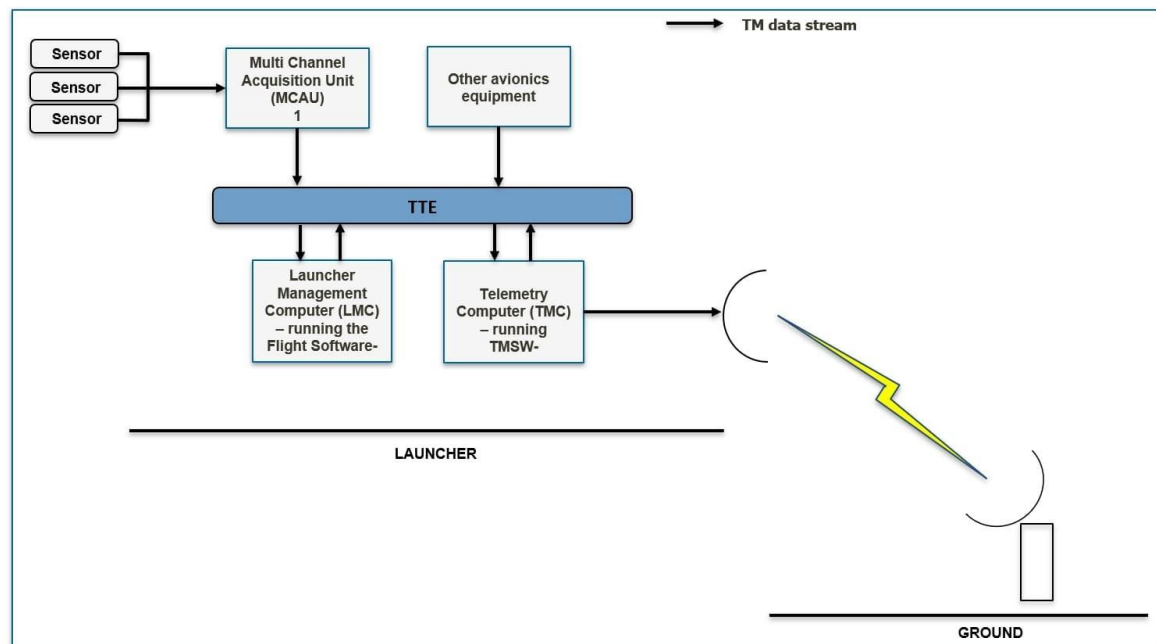 TM data stream
Sensor
Sensor
Sensor
Multi Channel
Acquisition Unit
(MCAU)
1
Other avionics
equipment
TTE
Launcher
Management
Computer (LMC)
– running the
Flight Software-
Telemetry
Computer (TMC)
– running
TMSW-
LAUNCHER
GROUND